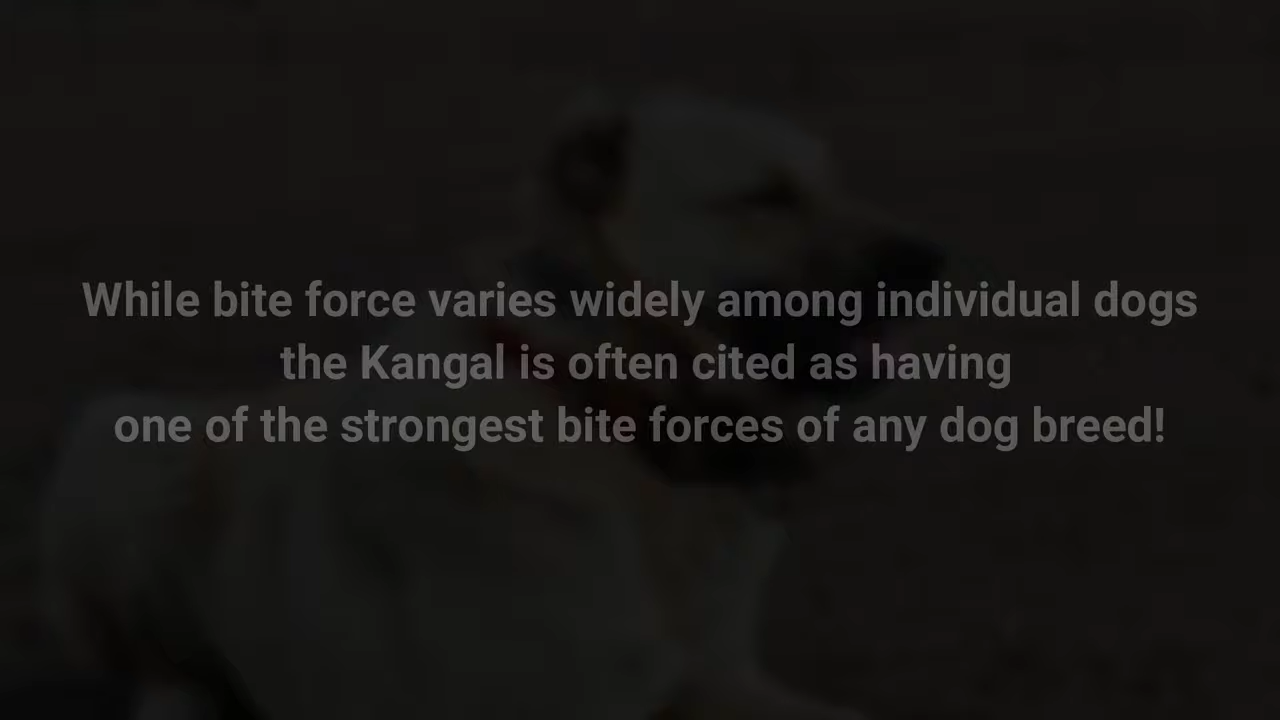 While bite force varies widely among individual dogs
the Kangal is often cited as having
one of the strongest bite forces of any dog breed!